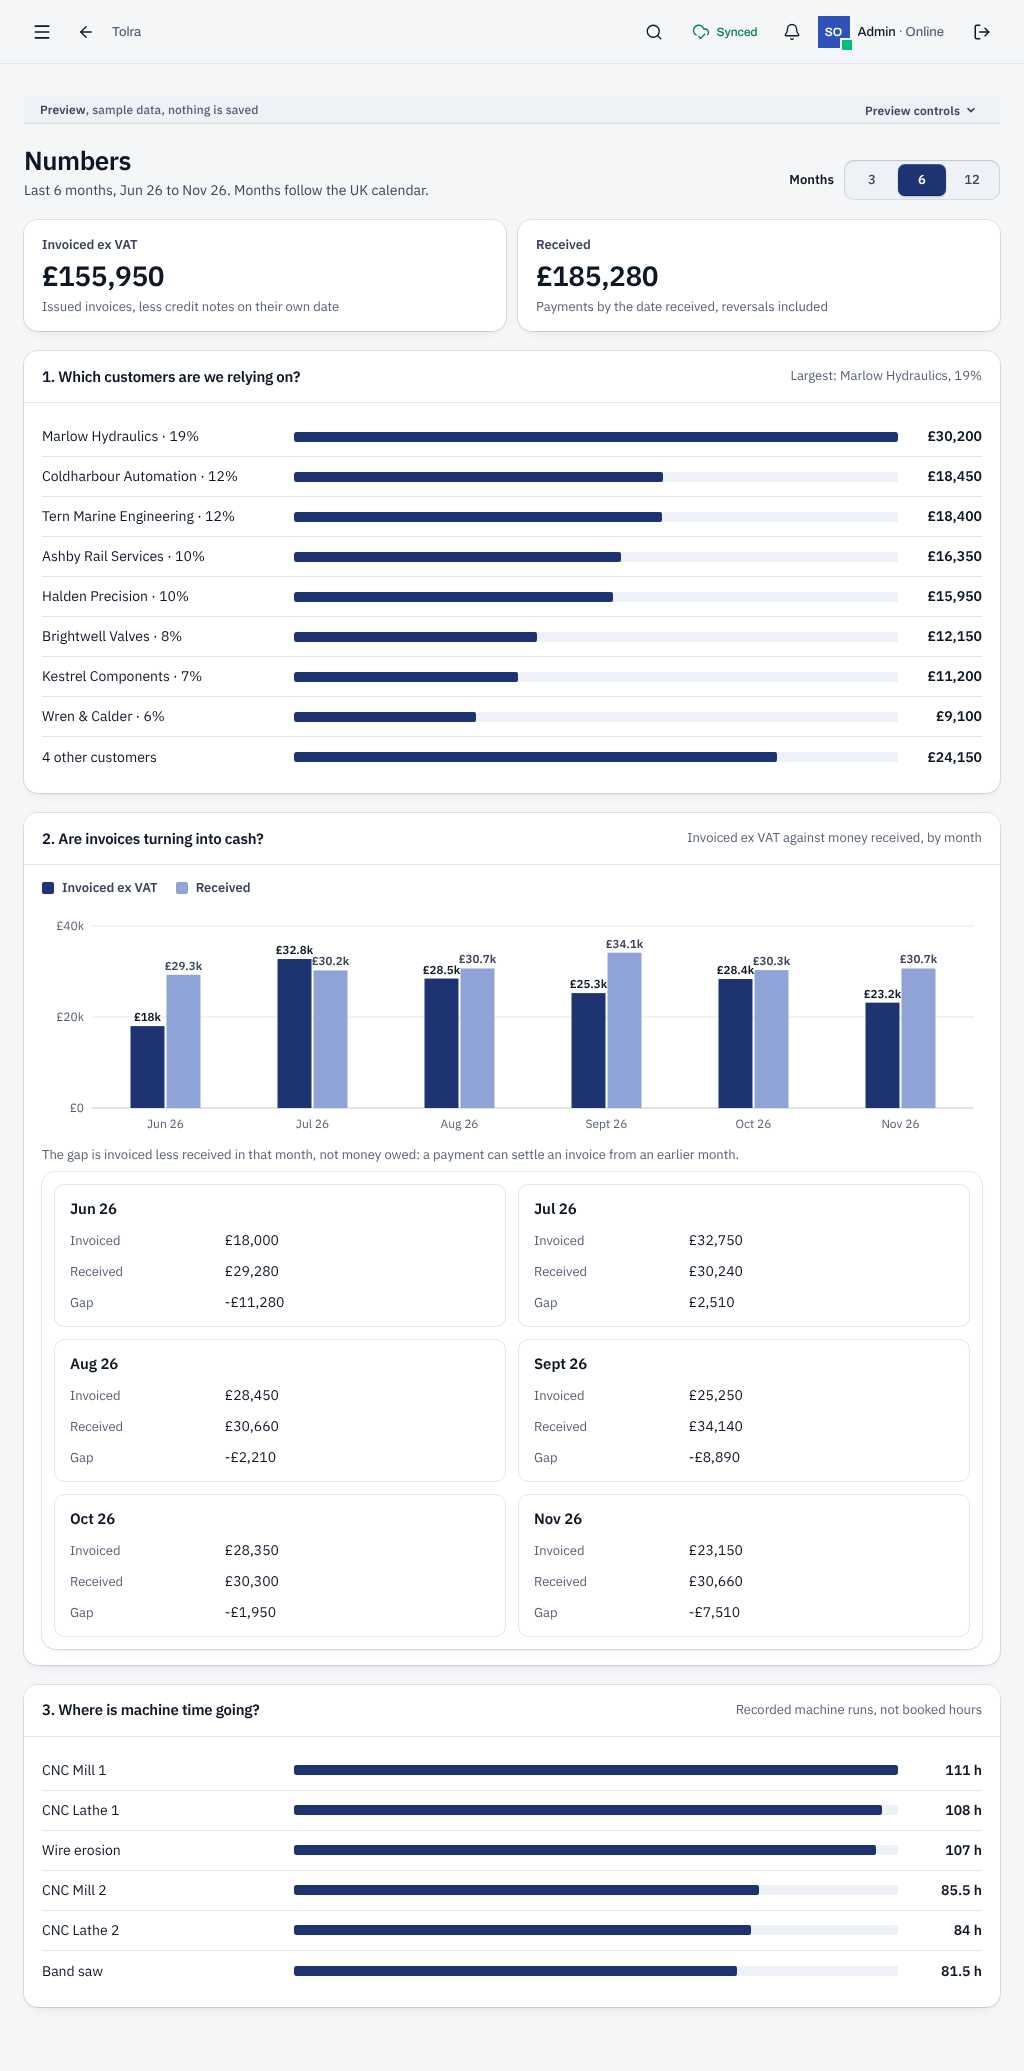 Tolra
Synced
SO
Admin · Online
Preview, sample data, nothing is saved
Preview controls
Numbers
Last 6 months, Jun 26 to Nov 26. Months follow the UK calendar.
Months
3
6
12
Invoiced ex VAT
£155,950
Issued invoices, less credit notes on their own date
Received
£185,280
Payments by the date received, reversals included
1. Which customers are we relying on?
Largest: Marlow Hydraulics, 19%
Marlow Hydraulics · 19%
£30,200
Coldharbour Automation · 12%
£18,450
Tern Marine Engineering · 12%
£18,400
Ashby Rail Services · 10%
£16,350
Halden Precision · 10%
£15,950
Brightwell Valves · 8%
£12,150
Kestrel Components · 7%
£11,200
Wren & Calder · 6%
£9,100
4 other customers
£24,150
2. Are invoices turning into cash?
Invoiced ex VAT against money received, by month
Invoiced ex VAT
Received
£40k
£20k
£0
£18k
£29.3k
£32.8k
£30.2k
£28.5k
£30.7k
£25.3k
£34.1k
£28.4k
£30.3k
£23.2k
£30.7k
Jun 26
Jul 26
Aug 26
Sept 26
Oct 26
Nov 26
The gap is invoiced less received in that month, not money owed: a payment can settle an invoice from an earlier month.
Jun 26
Invoiced £18,000
Received £29,280
Gap -£11,280
Jul 26
Invoiced £32,750
Received £30,240
Gap £2,510
Aug 26
Invoiced £28,450
Received £30,660
Gap -£2,210
Sept 26
Invoiced £25,250
Received £34,140
Gap -£8,890
Oct 26
Invoiced £28,350
Received £30,300
Gap -£1,950
Nov 26
Invoiced £23,150
Received £30,660
Gap -£7,510
3. Where is machine time going?
Recorded machine runs, not booked hours
CNC Mill 1
111 h
CNC Lathe 1
108 h
Wire erosion
107 h
CNC Mill 2
85.5 h
CNC Lathe 2
84 h
Band saw
81.5 h